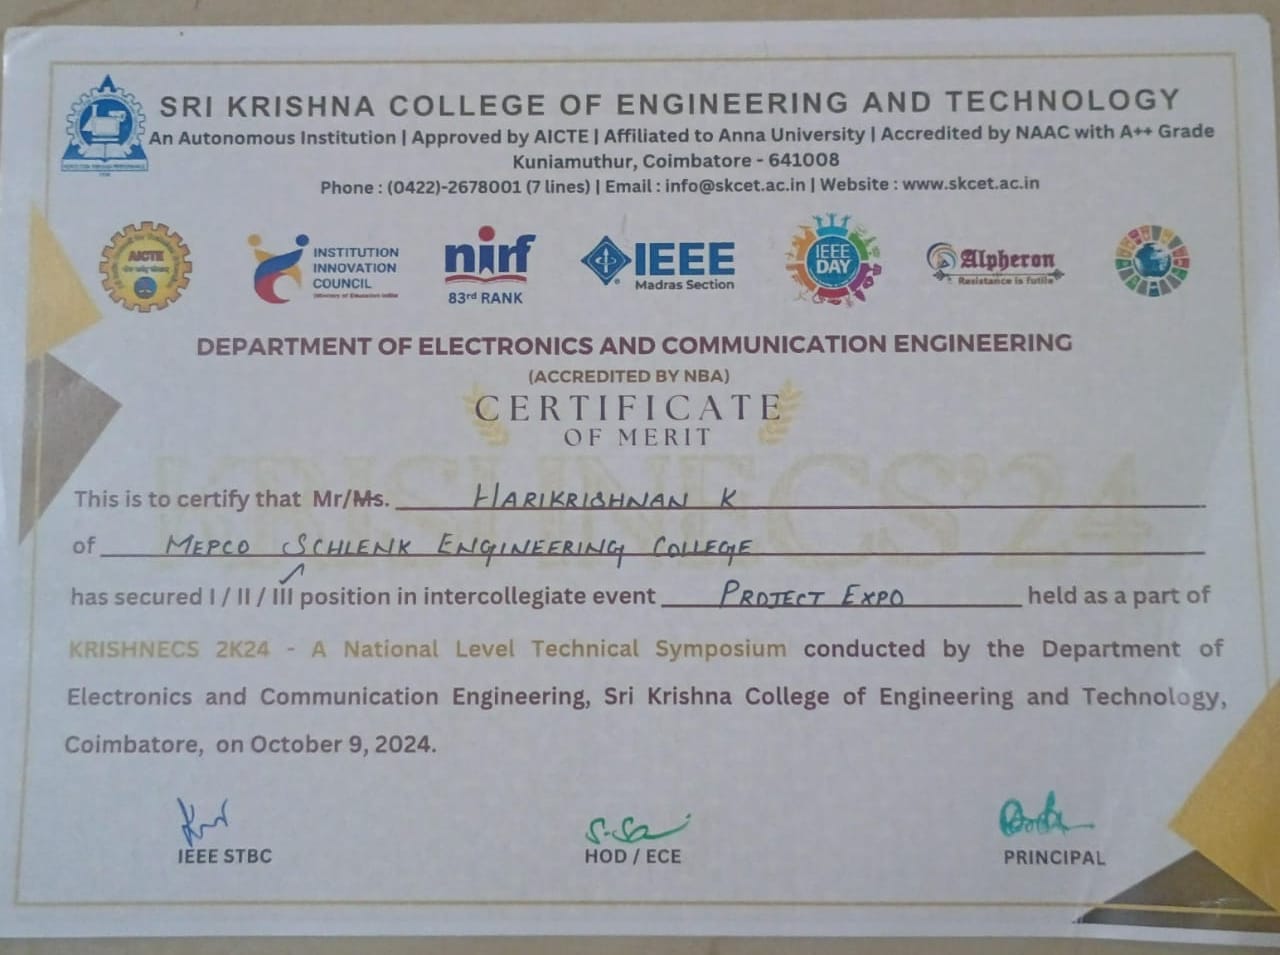 SRI KRISHNA COLLEGE OF ENGINEERING AND TECHNOLOGY
An Autonomous Institution | Approved by AICTE | Affiliated to Anna University | Accredited by NAAC with A++ Grade
Kuniamuthur, Coimbatore - 641008
Phone : (0422)-2678001 (7 lines) | Email : info@skcet.ac.in | Website : www.skcet.ac.in
AICTE
INSTITUTION
INNOVATION
COUNCIL
(Ministry of Education India)
nirf
83rd RANK
IEEE
Madras Section
IEEE
DAY
Alpheron
Resistance is futile
DEPARTMENT OF ELECTRONICS AND COMMUNICATION ENGINEERING
(ACCREDITED BY NBA)
CERTIFICATE
OF MERIT
KRISHNECS'24
This is to certify that Mr/Ms. HARIKRISHNAN K
of MEPCO SCHLENK ENGINEERING COLLEGE
has secured I / II / III position in intercollegiate event PROJECT EXPO held as a part of
KRISHNECS 2K24 - A National Level Technical Symposium conducted by the Department of
Electronics and Communication Engineering, Sri Krishna College of Engineering and Technology,
Coimbatore, on October 9, 2024.
IEEE STBC
HOD / ECE
PRINCIPAL